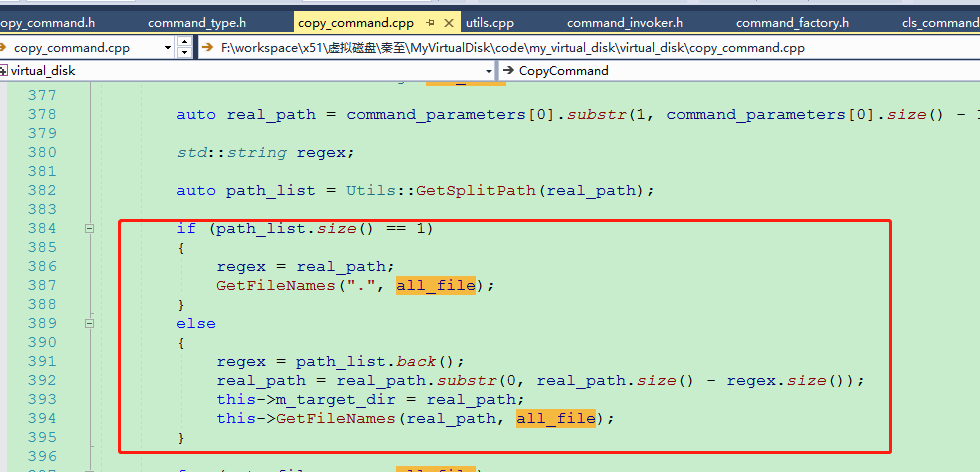 opy_command.h command_type.h copy_command.cpp utils.cpp command_invoker.h command_factory.h cls_command
copy_command.cpp F:\workspace\x51\虚拟磁盘\秦至\MyVirtualDisk\code\my_virtual_disk\virtual_disk\copy_command.cpp
virtual_disk CopyCommand
377
378 auto real_path = command_parameters[0].substr(1, command_parameters[0].size() -
379
380 std::string regex;
381
382 auto path_list = Utils::GetSplitPath(real_path);
383
384 if (path_list.size() == 1)
385 {
386 regex = real_path;
387 GetFileNames(".", all_file);
388 }
389 else
390 {
391 regex = path_list.back();
392 real_path = real_path.substr(0, real_path.size() - regex.size());
393 this->m_target_dir = real_path;
394 this->GetFileNames(real_path, all_file);
395 }
396